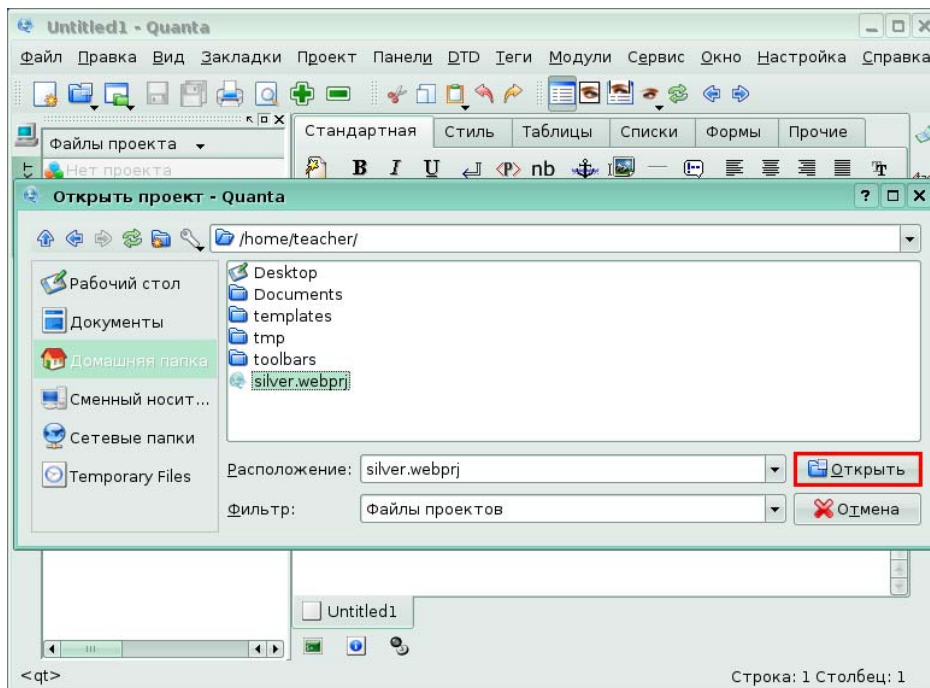 Untitled1 - Quanta
Файл Правка Вид Закладки Проект Панели DTD Теги Модули Сервис Окно Настройка Справка
Файлы проекта
Стандартная Стиль Таблицы Списки Формы Прочие
Нет проекта
B I U <P> nb
Открыть проект - Quanta
/home/teacher/
Рабочий стол
Документы
Домашняя папка
Сменный носит...
Сетевые папки
Temporary Files
Desktop
Documents
templates
tmp
toolbars
silver.webprj
Расположение: silver.webprj Открыть
Фильтр: Файлы проектов Отмена
Untitled1
<qt> Строка: 1 Столбец: 1